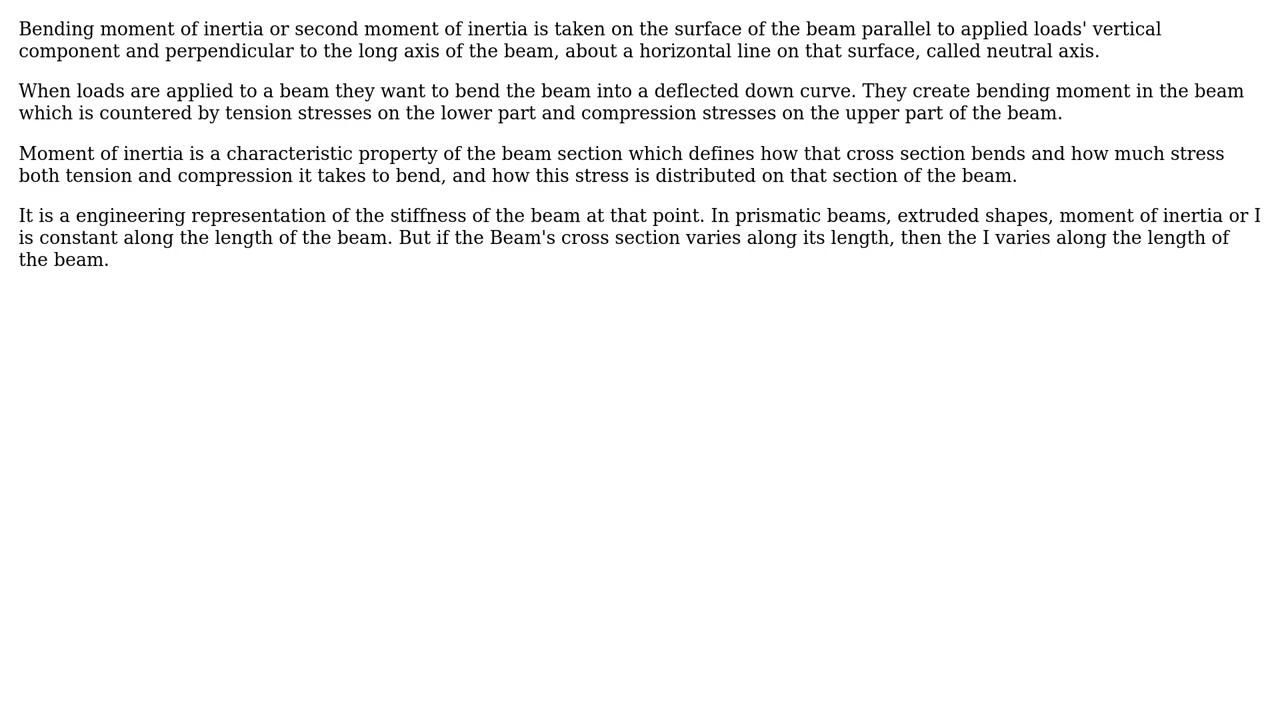 Bending moment of inertia or second moment of inertia is taken on the surface of the beam parallel to applied loads' vertical
component and perpendicular to the long axis of the beam, about a horizontal line on that surface, called neutral axis.
When loads are applied to a beam they want to bend the beam into a deflected down curve. They create bending moment in the beam
which is countered by tension stresses on the lower part and compression stresses on the upper part of the beam.
Moment of inertia is a characteristic property of the beam section which defines how that cross section bends and how much stress
both tension and compression it takes to bend, and how this stress is distributed on that section of the beam.
It is a engineering representation of the stiffness of the beam at that point. In prismatic beams, extruded shapes, moment of inertia or I
is constant along the length of the beam. But if the Beam's cross section varies along its length, then the I varies along the length of
the beam.